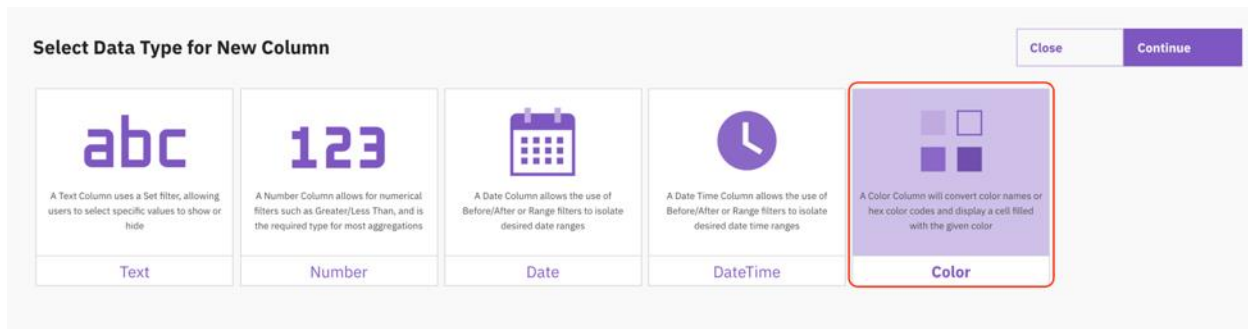 Select Data Type for New Column
Close
Continue
abc
A Text Column uses a Set filter, allowing
users to select specific values to show or
hide
Text
123
A Number Column allows for numerical
filters such as Greater/Less Than, and is
the required type for most aggregations
Number
A Date Column allows the use of
Before/After or Range filters to isolate
desired date ranges
Date
A Date Time Column allows the use of
Before/After or Range filters to isolate
desired date time ranges
DateTime
A Color Column will convert color names or
hex color codes and display a cell filled
with the given color
Color